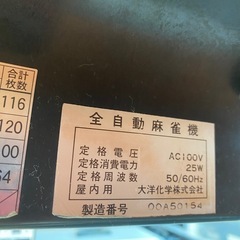 合計
枚数
116
120
00
64
全自動麻雀機
定格電圧 AC100V
定格消費電力 25W
定格周波数 50/60Hz
屋内用 大洋化学株式会社
製造番号 00A50154